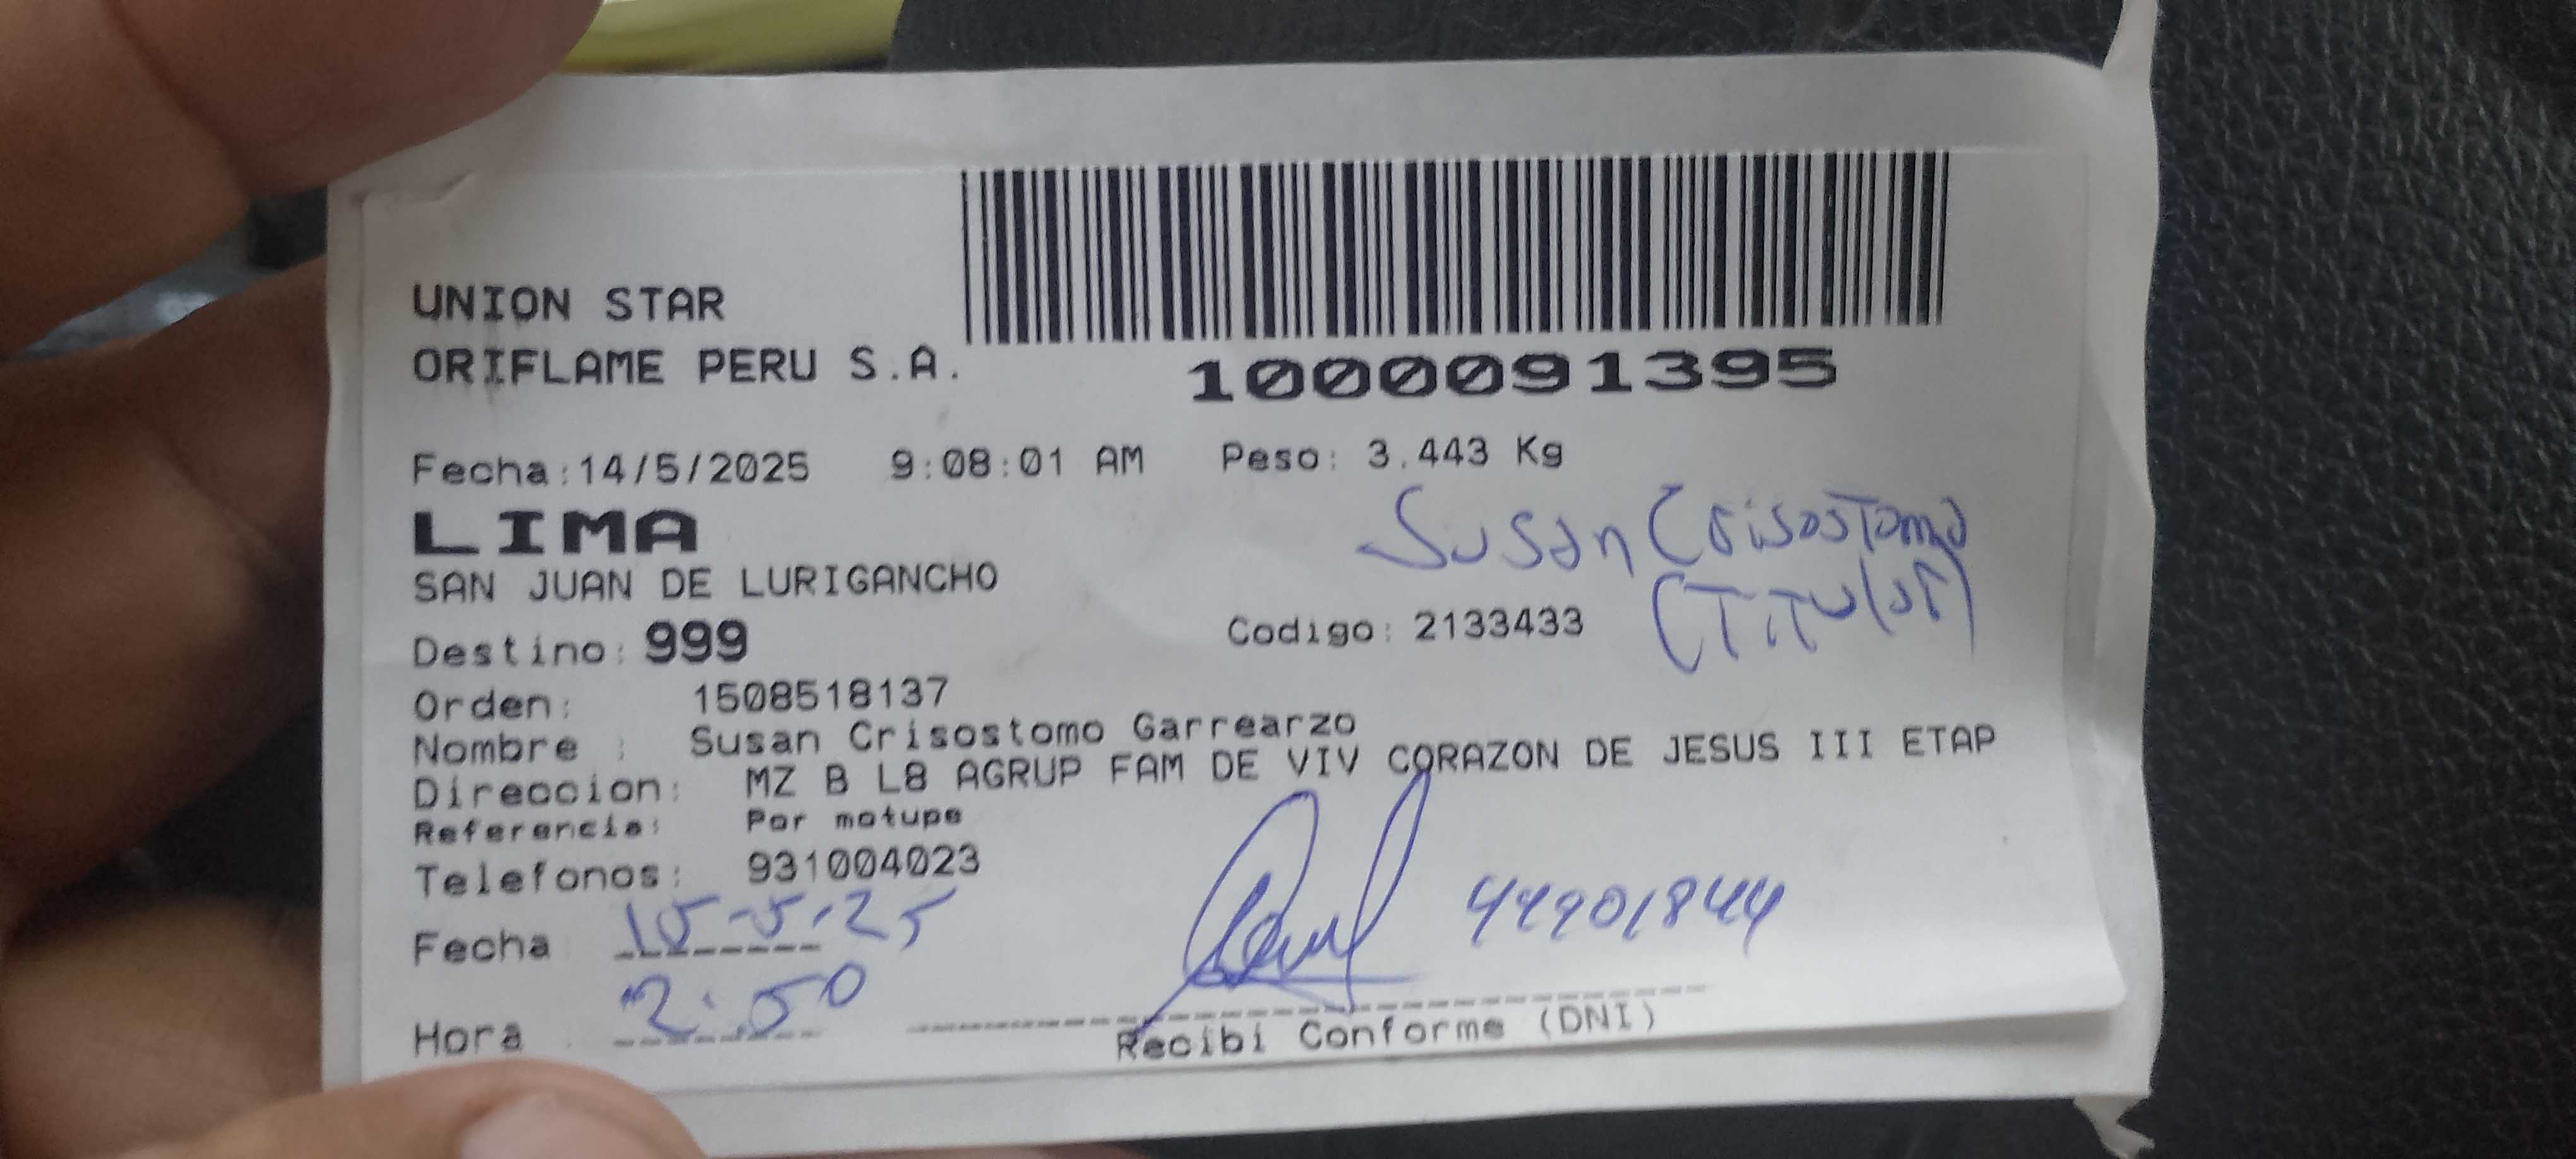 UNION STAR
ORIFLAME PERU S.A.
1000091395
Fecha:14/5/2025 9:08:01 AM Peso: 3.443 Kg
LIMA
Susan Crisostomo
SAN JUAN DE LURIGANCHO
(Titular)
Destino: 999 Codigo: 2133433
Orden: 1508518137
Nombre : Susan Crisostomo Garrearzo
Direccion: MZ B L8 AGRUP FAM DE VIV CORAZON DE JESUS III ETAP
Referencia: Por motupe
Telefonos: 931004023
Fecha 15-5-25
44901844
Hora 2:50
Recibi Conforme (DNI)